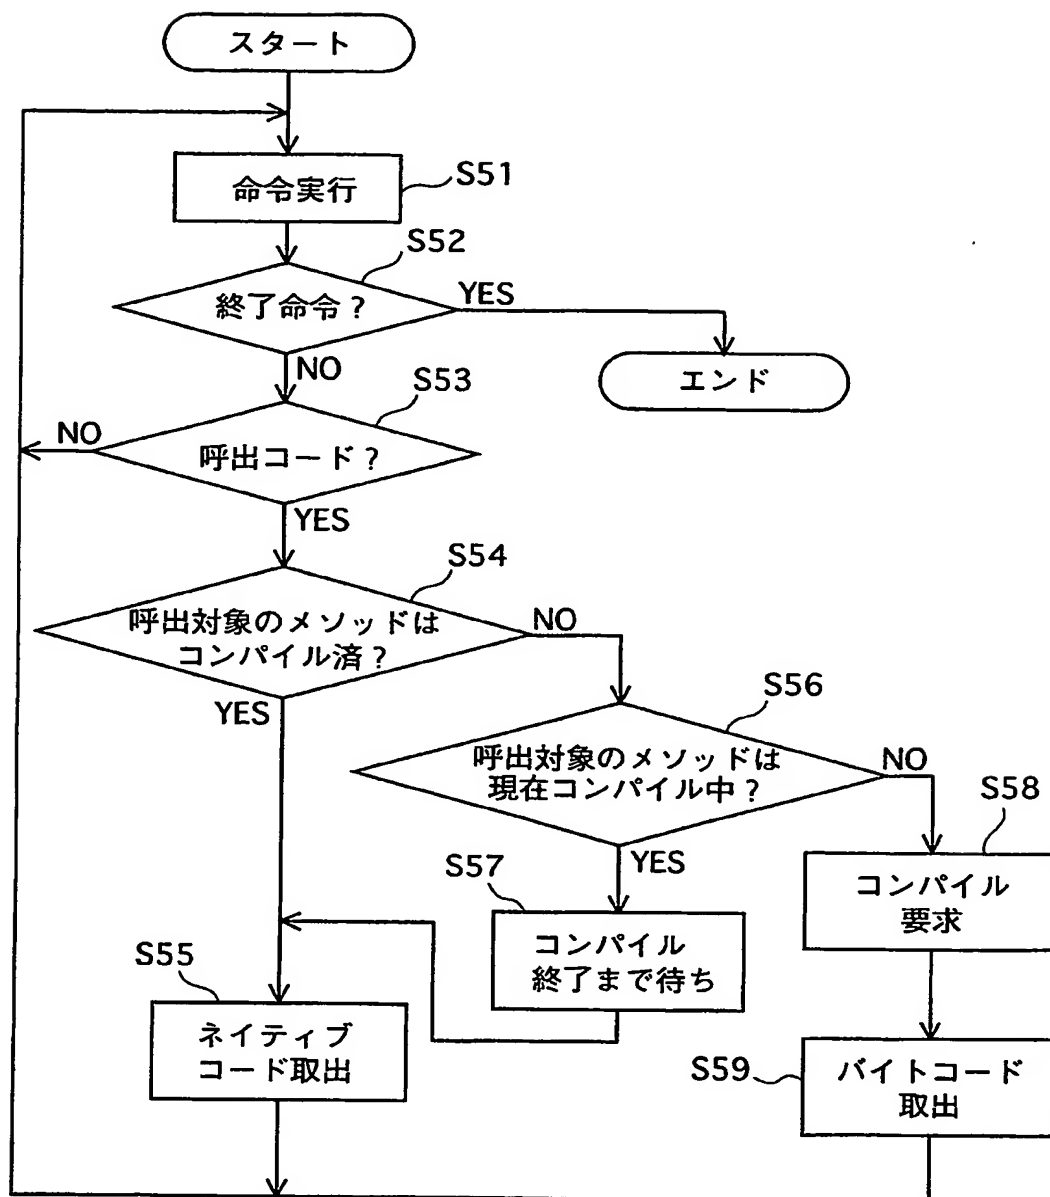 スタート
命令実行
S51
S52
終了命令？
YES
エンド
NO
S53
NO
呼出コード？
YES
S54
呼出対象のメソッドは
コンパイル済？
NO
YES
S56
呼出対象のメソッドは
現在コンパイル中？
NO
S58
YES
S57
コンパイル
要求
コンパイル
終了まで待ち
S55
ネイティブ
コード取出
S59
バイトコード
取出